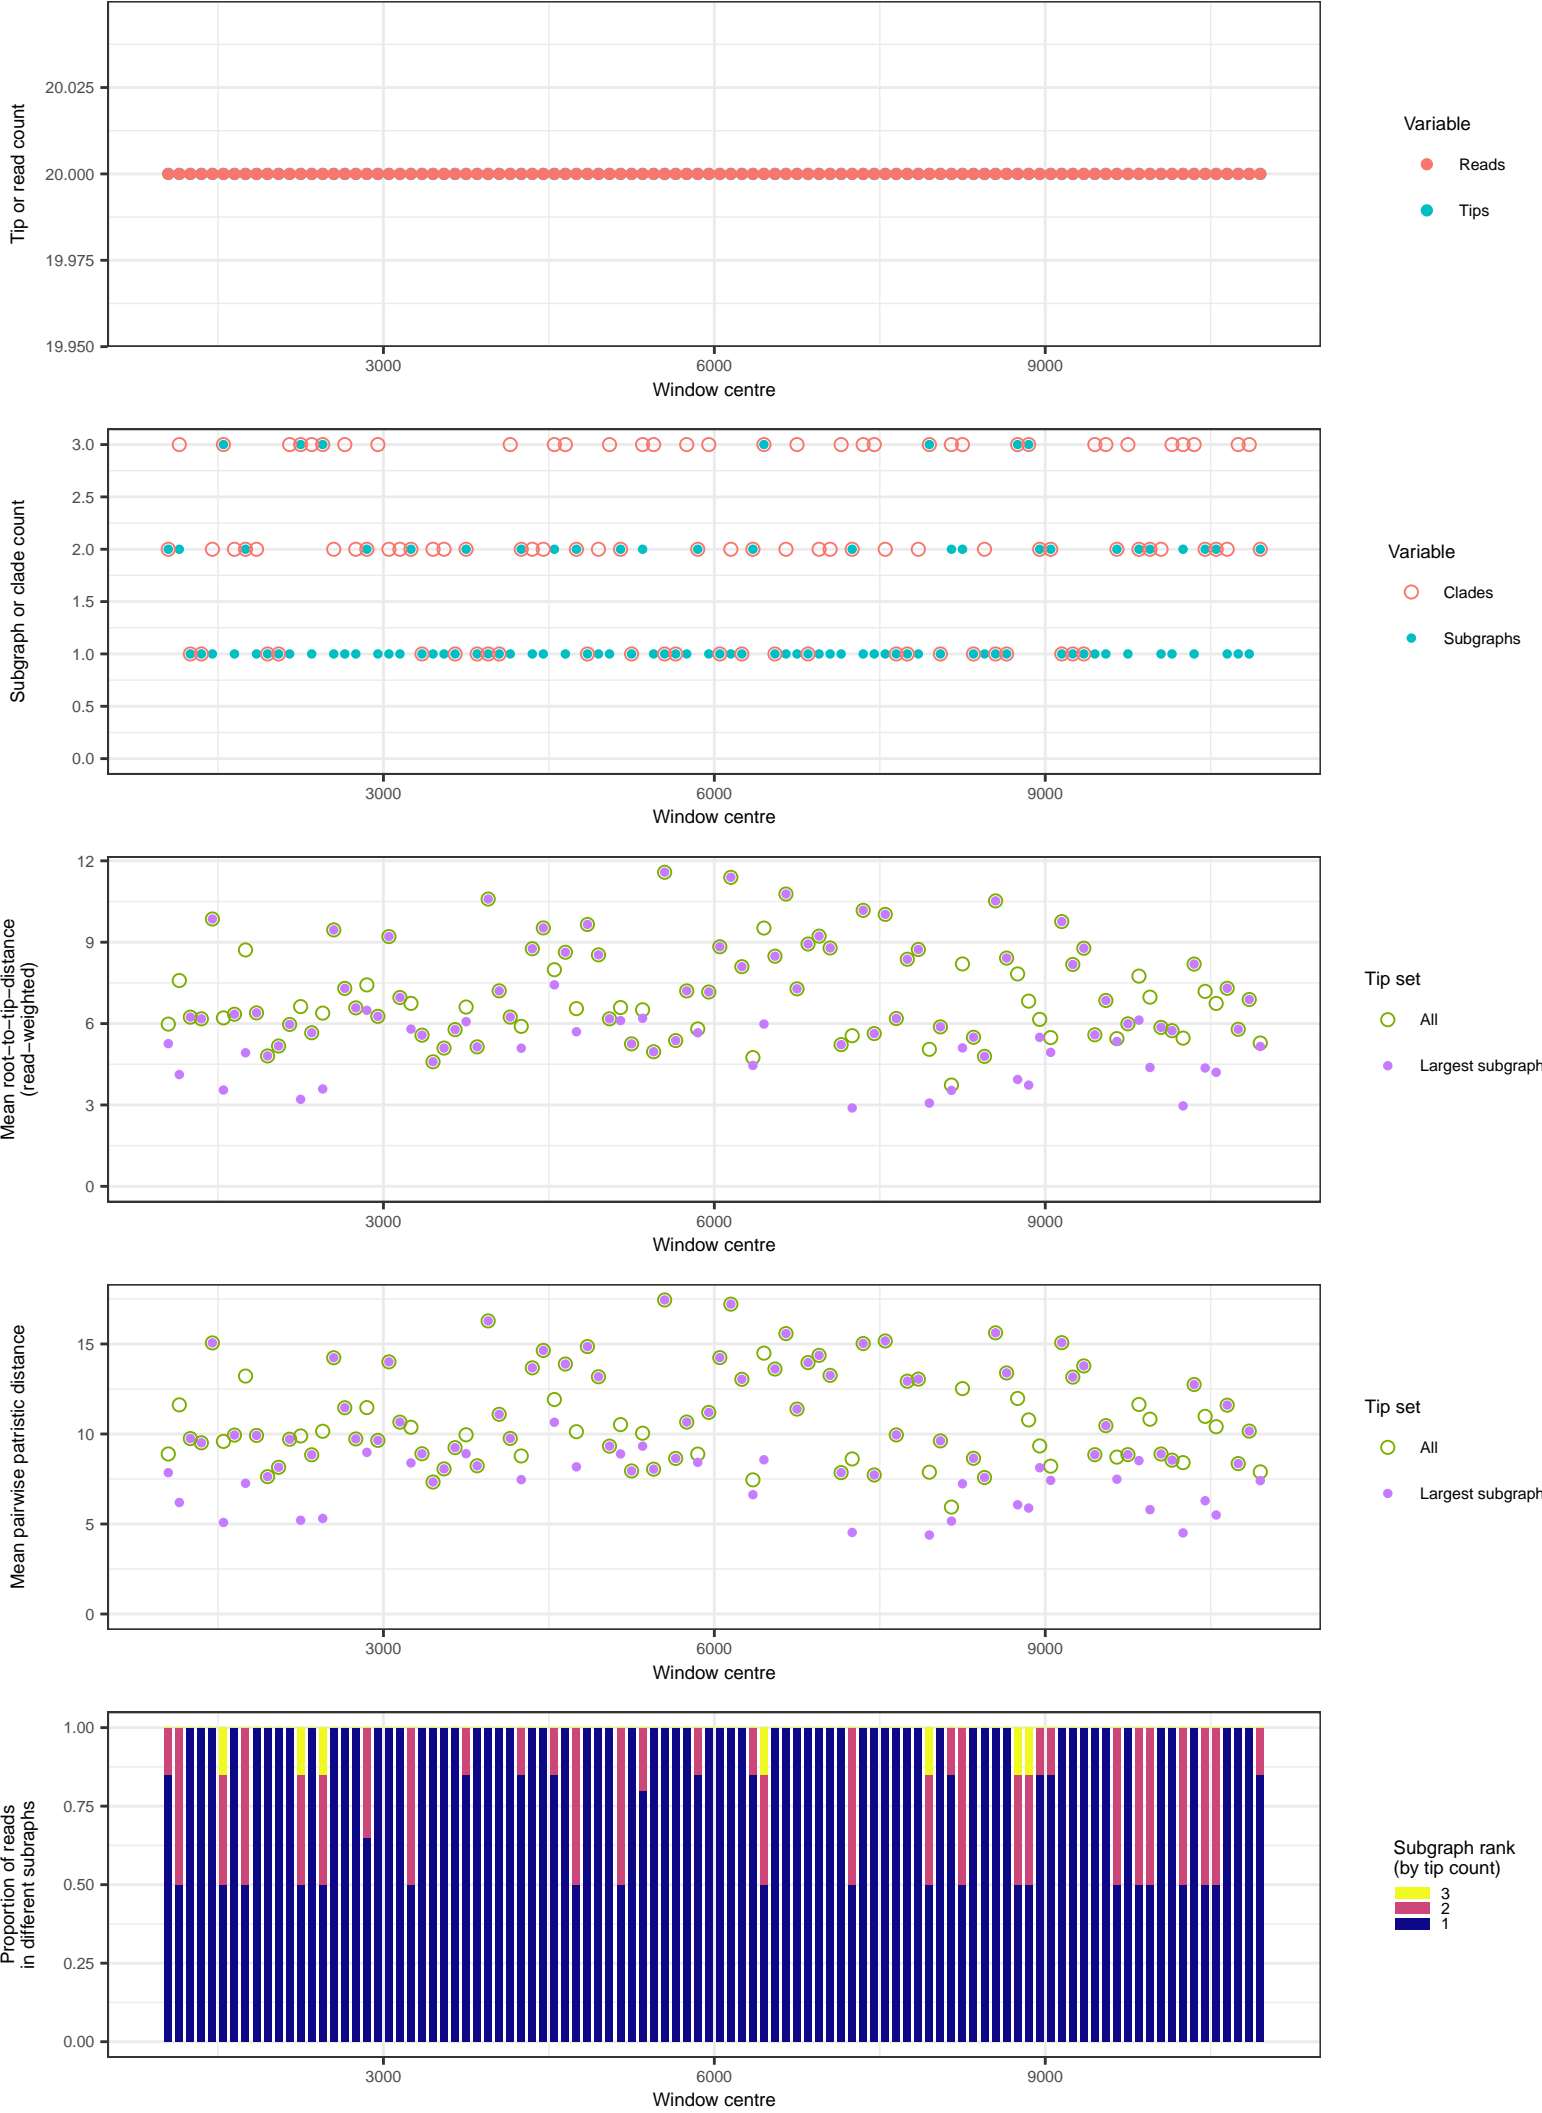 Tip or read count
20.025
20.000
19.975
19.950
3000 6000 9000
Window centre
Variable
Reads
Tips
Subgraph or clade count
3.0
2.5
2.0
1.5
1.0
0.5
0.0
3000 6000 9000
Window centre
Variable
Clades
Subgraphs
Mean root−to−tip−distance
(read−weighted)
12
9
6
3
0
3000 6000 9000
Window centre
Tip set
All
Largest subgraph
Mean pairwise patristic distance
15
10
5
0
3000 6000 9000
Window centre
Tip set
All
Largest subgraph
Proportion of reads
in different subraphs
1.00
0.75
0.50
0.25
0.00
3000 6000 9000
Window centre
Subgraph rank
(by tip count)
3
2
1